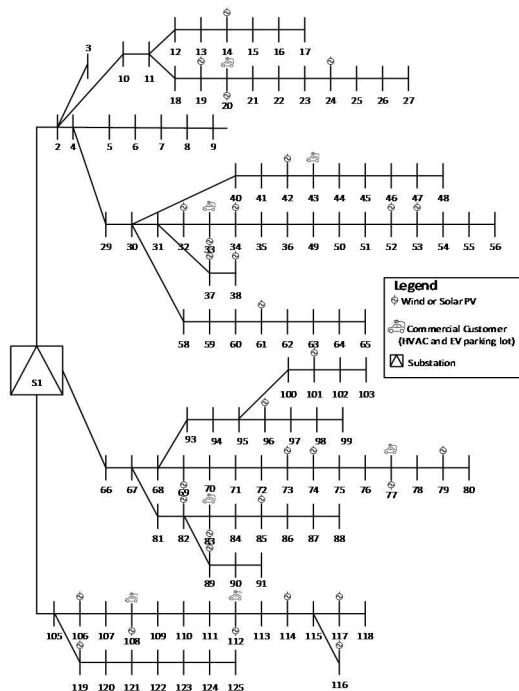 3
12 13 14 15 16 17
10 11
18 19 20 21 22 23 24 25 26 27
2 4 5 6 7 8 9
40 41 42 43 44 45 46 47 48
29 30 31 32 33 34 35 36 49 50 51 52 53 54 55 56
37 38
58 59 60 61 62 63 64 65
Legend
Wind or Solar PV
Commercial Customer
(HVAC and EV parking lot)
Substation
S1
100 101 102 103
93 94 95 96 97 98 99
66 67 68 69 70 71 72 73 74 75 76 77 78 79 80
81 82 83 84 85 86 87 88
89 90 91
105 106 107 108 109 110 111 112 113 114 115 117 118
119 120 121 122 123 124 125
116